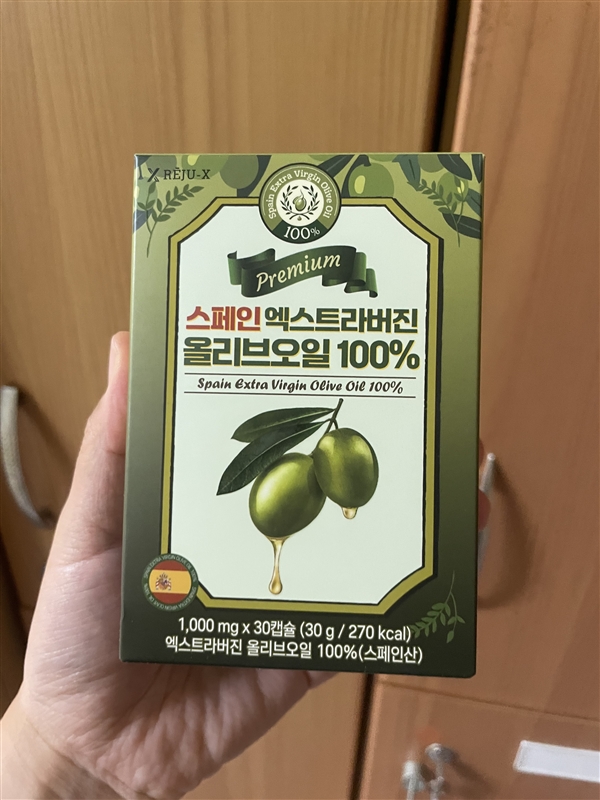 RĒJU-X
Spain Extra Virgin Olive Oil
100%
Premium
스페인 엑스트라버진
올리브오일 100%
Spain Extra Virgin Olive Oil 100%
1,000 mg x 30캡슐 (30 g / 270 kcal)
엑스트라버진 올리브오일 100%(스페인산)